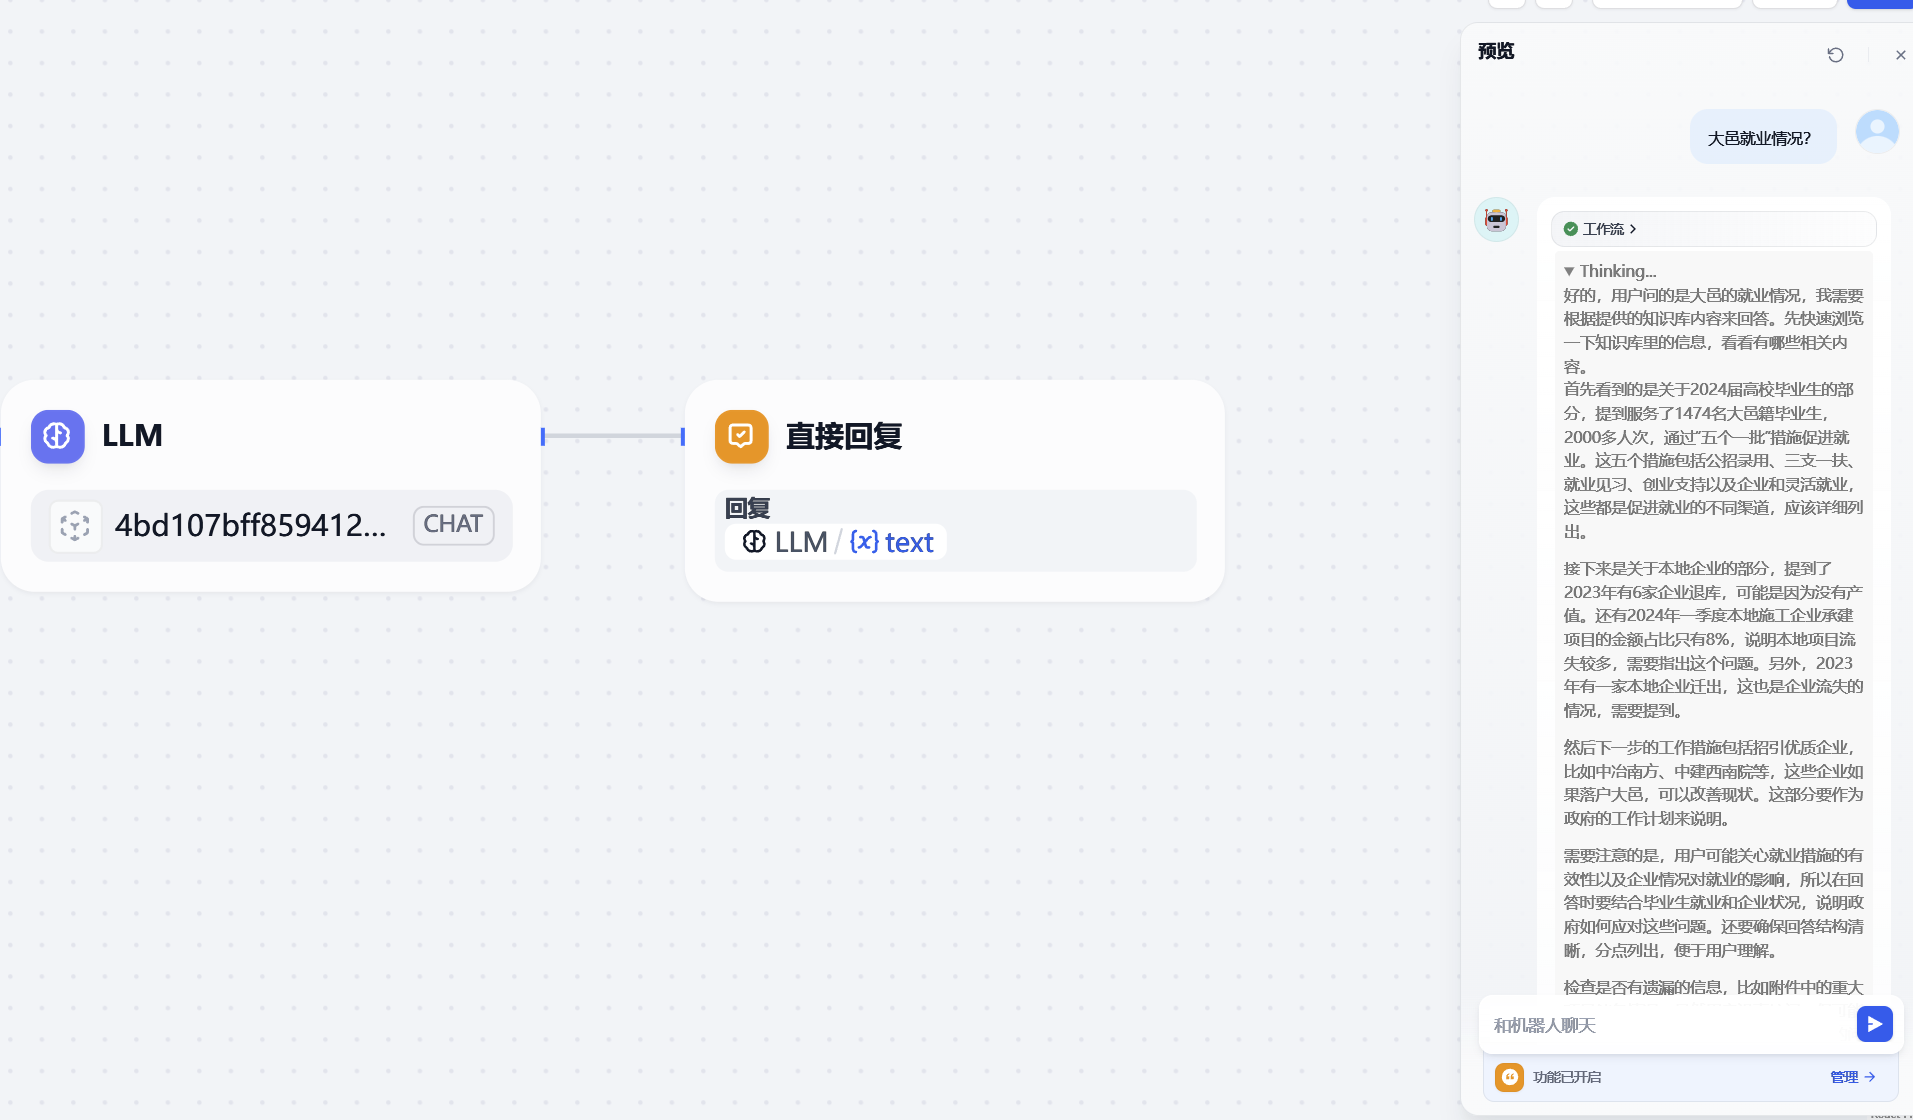 LLM
4bd107bff859412...
CHAT
直接回复
回复
LLM / {x} text
预览
大邑就业情况?
工作流
▼ Thinking...
好的，用户问的是大邑的就业情况，我需要
根据提供的知识库内容来回答。先快速浏览
一下知识库里的信息，看看有哪些相关内
容。
首先看到的是关于2024届高校毕业生的部
分，提到服务了1474名大邑籍毕业生，
2000多人次，通过“五个一批”措施促进就
业。这五个措施包括公招录用、三支一扶、
就业见习、创业支持以及企业和灵活就业，
这些都是促进就业的不同渠道，应该详细列
出。
接下来是关于本地企业的部分，提到了
2023年有6家企业退库，可能是因为没有产
值。还有2024年一季度本地施工企业承建
项目的金额占比只有8%，说明本地项目流
失较多，需要指出这个问题。另外，2023
年有一家本地企业迁出，这也是企业流失的
情况，需要提到。
然后下一步的工作措施包括招引优质企业，
比如中冶南方、中建西南院等，这些企业如
果落户大邑，可以改善现状。这部分要作为
政府的工作计划来说明。
需要注意的是，用户可能关心就业措施的有
效性以及企业情况对就业的影响，所以在回
答时要结合毕业生就业和企业状况，说明政
府如何应对这些问题。还要确保回答结构清
晰，分点列出，便于用户理解。
检查是否有遗漏的信息，比如附件中的重大
和机器人聊天
功能已开启
管理 →